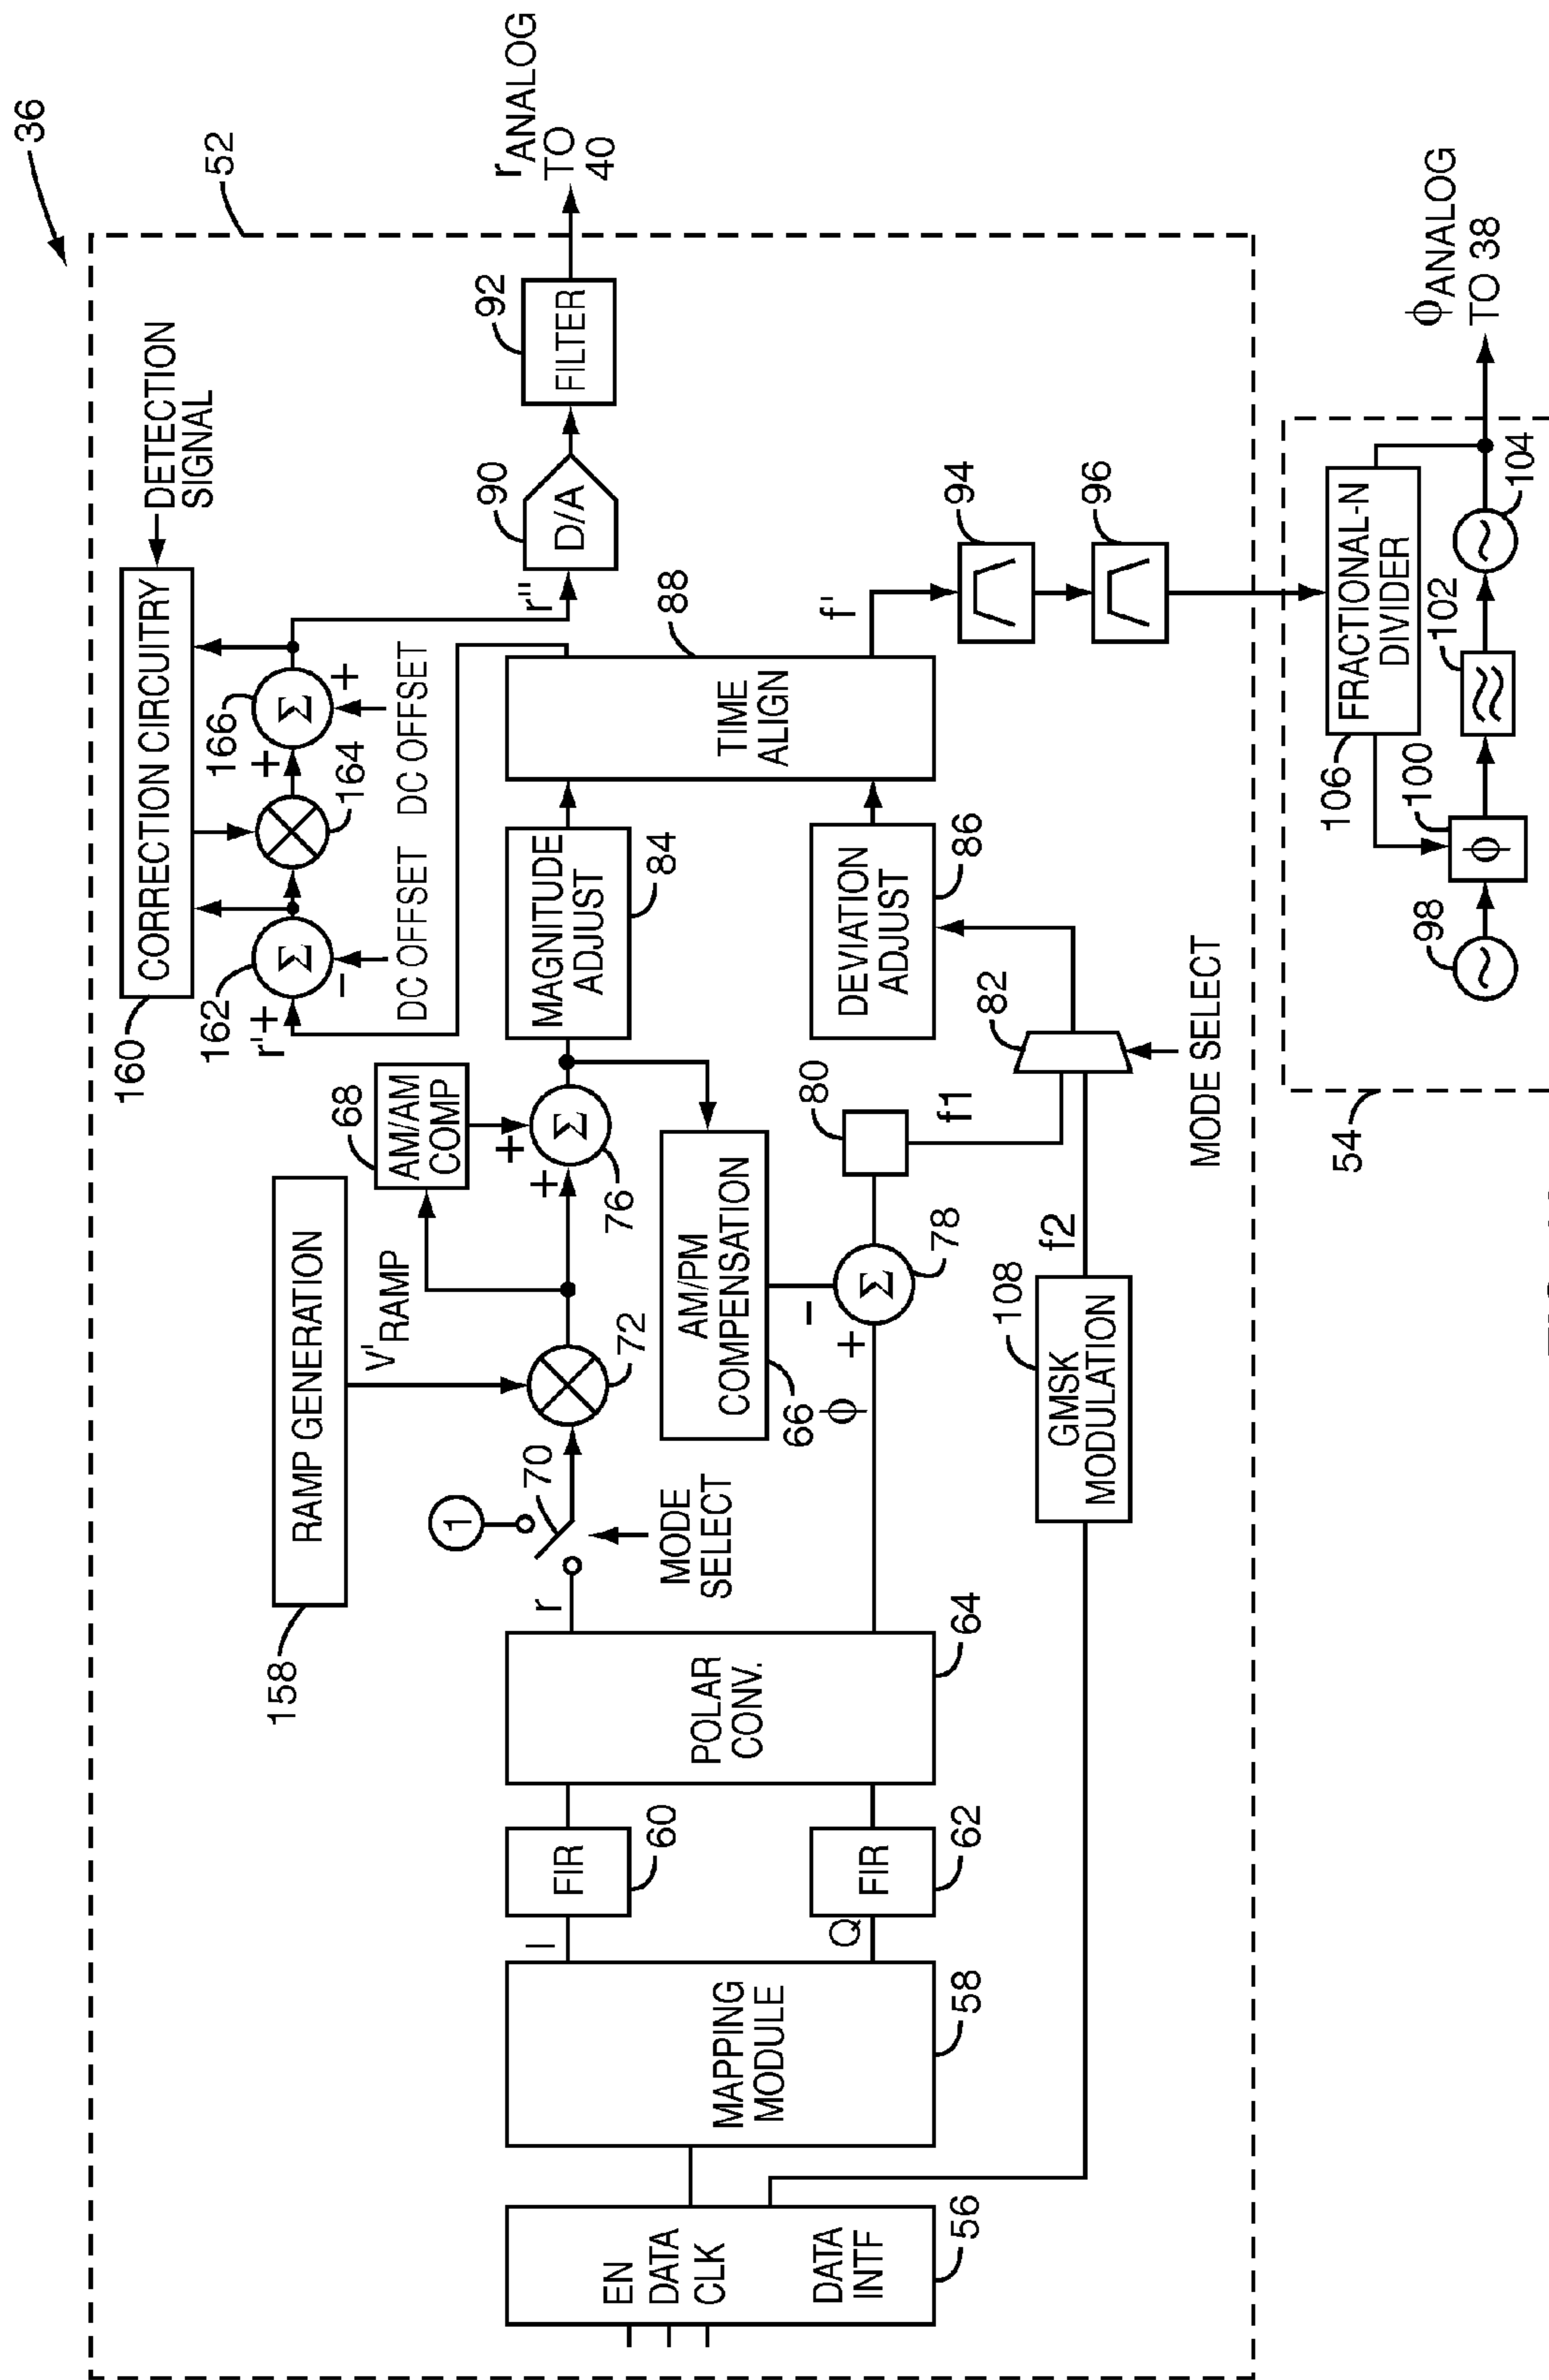 36
52
160
CORRECTION CIRCUITRY
DETECTION
SIGNAL
162
r'+
Σ
−
DC OFFSET
164
+
166
Σ
+
DC OFFSET
r''
90
D/A
92
FILTER
rANALOG
TO
40
158
RAMP GENERATION
V'RAMP
68
AM/AM
COMP
EN
DATA
CLK
DATA
INTF
56
MAPPING
MODULE
58
I
Q
FIR
60
FIR
62
POLAR
CONV.
64
r
1
70
MODE
SELECT
72
+
+
Σ
76
AM/PM
COMPENSATION
66
ϕ
+
−
Σ
78
80
f1
MAGNITUDE
ADJUST
84
DEVIATION
ADJUST
86
TIME
ALIGN
88
f'
94
96
GMSK
MODULATION
108
f2
82
MODE SELECT
54
98
ϕ
100
102
104
106
FRACTIONAL-N
DIVIDER
ϕANALOG
TO 38